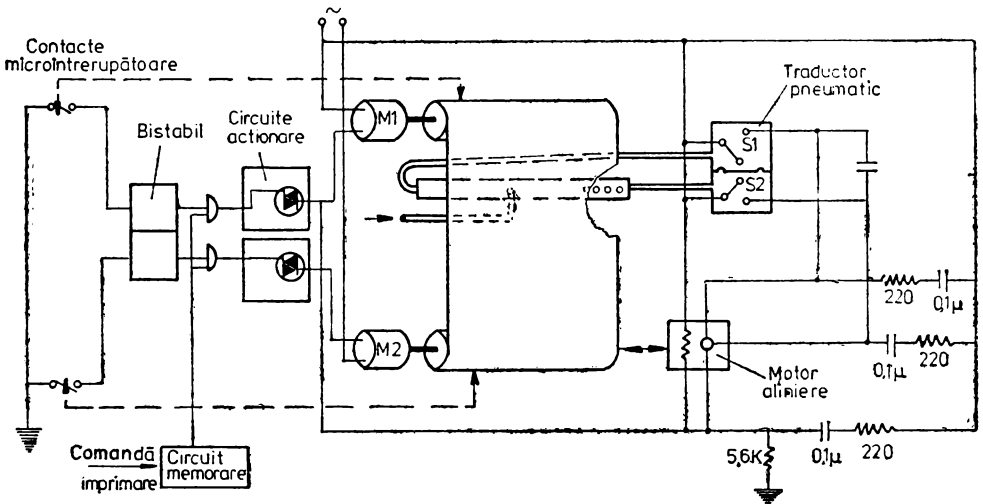 ~
Contacte
microîntrerupătoare
Bistabil
Circuite
actionare
M1
Traductor
pneumatic
S1
S2
220
0,1µ
M2
0,1µ
220
Motor
aliniere
Comandă
imprimare
Circuit
memorare
5,6K
0,1µ
220